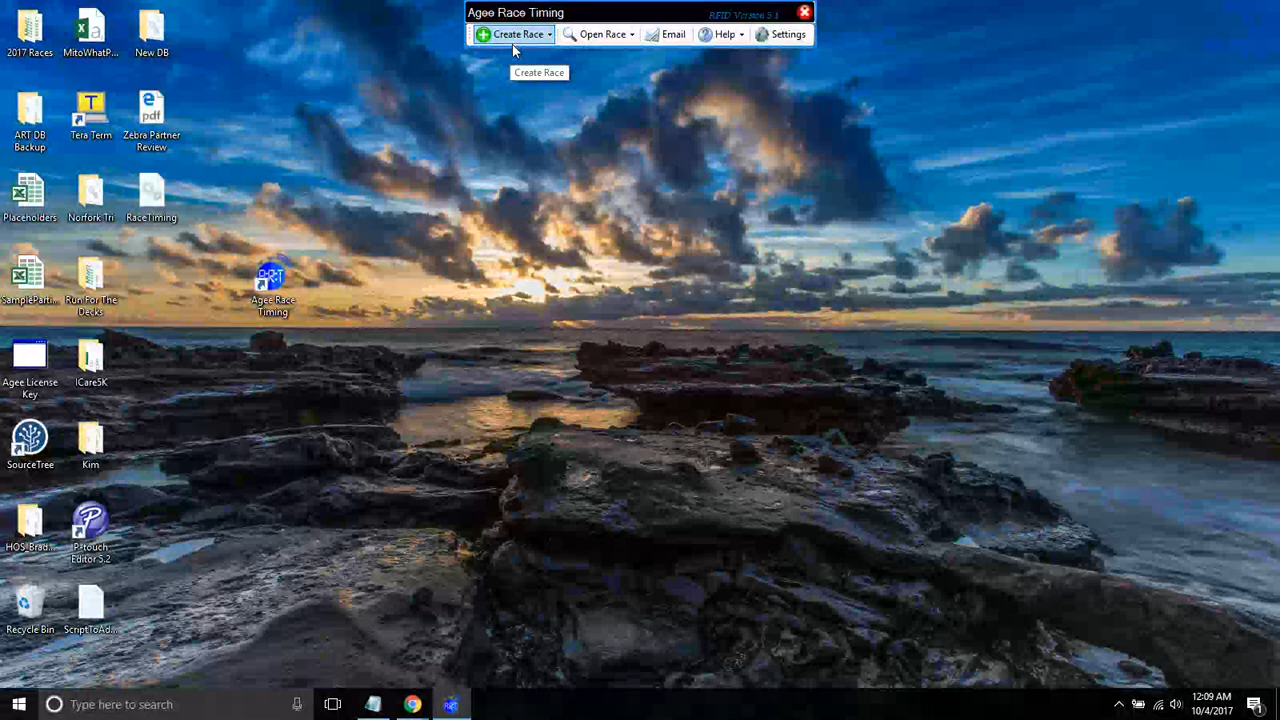 Agee Race Timing
RFID Version 5.1
Create Race
Open Race
Email
Help
Settings
Create Race
2017 Races
MitoWhatP...
New DB
ART DB
Backup
Tera Term
Zebra Partner
Review
Placeholders
Norfork Tri
RaceTiming
SamplePart...
Run For The
Decks
Agee Race
Timing
Agee License
Key
ICare5K
SourceTree
Kim
HOS-Brad...
P-touch
Editor 5.2
Recycle Bin
ScriptToAd...
Type here to search
12:09 AM
10/4/2017